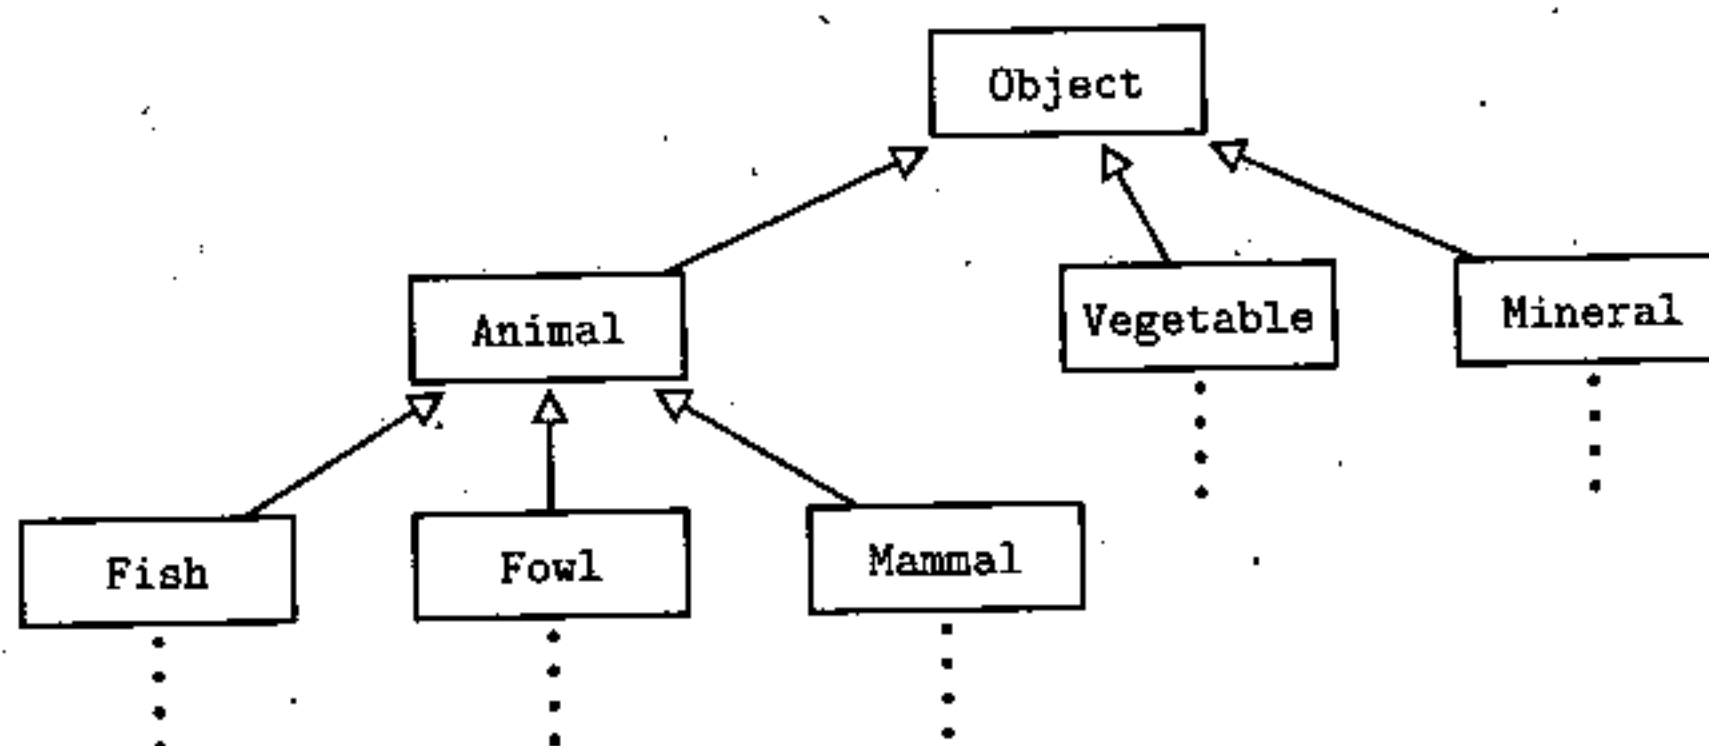 Object
Animal
Vegetable
Mineral
Fish
Fowl
Mammal